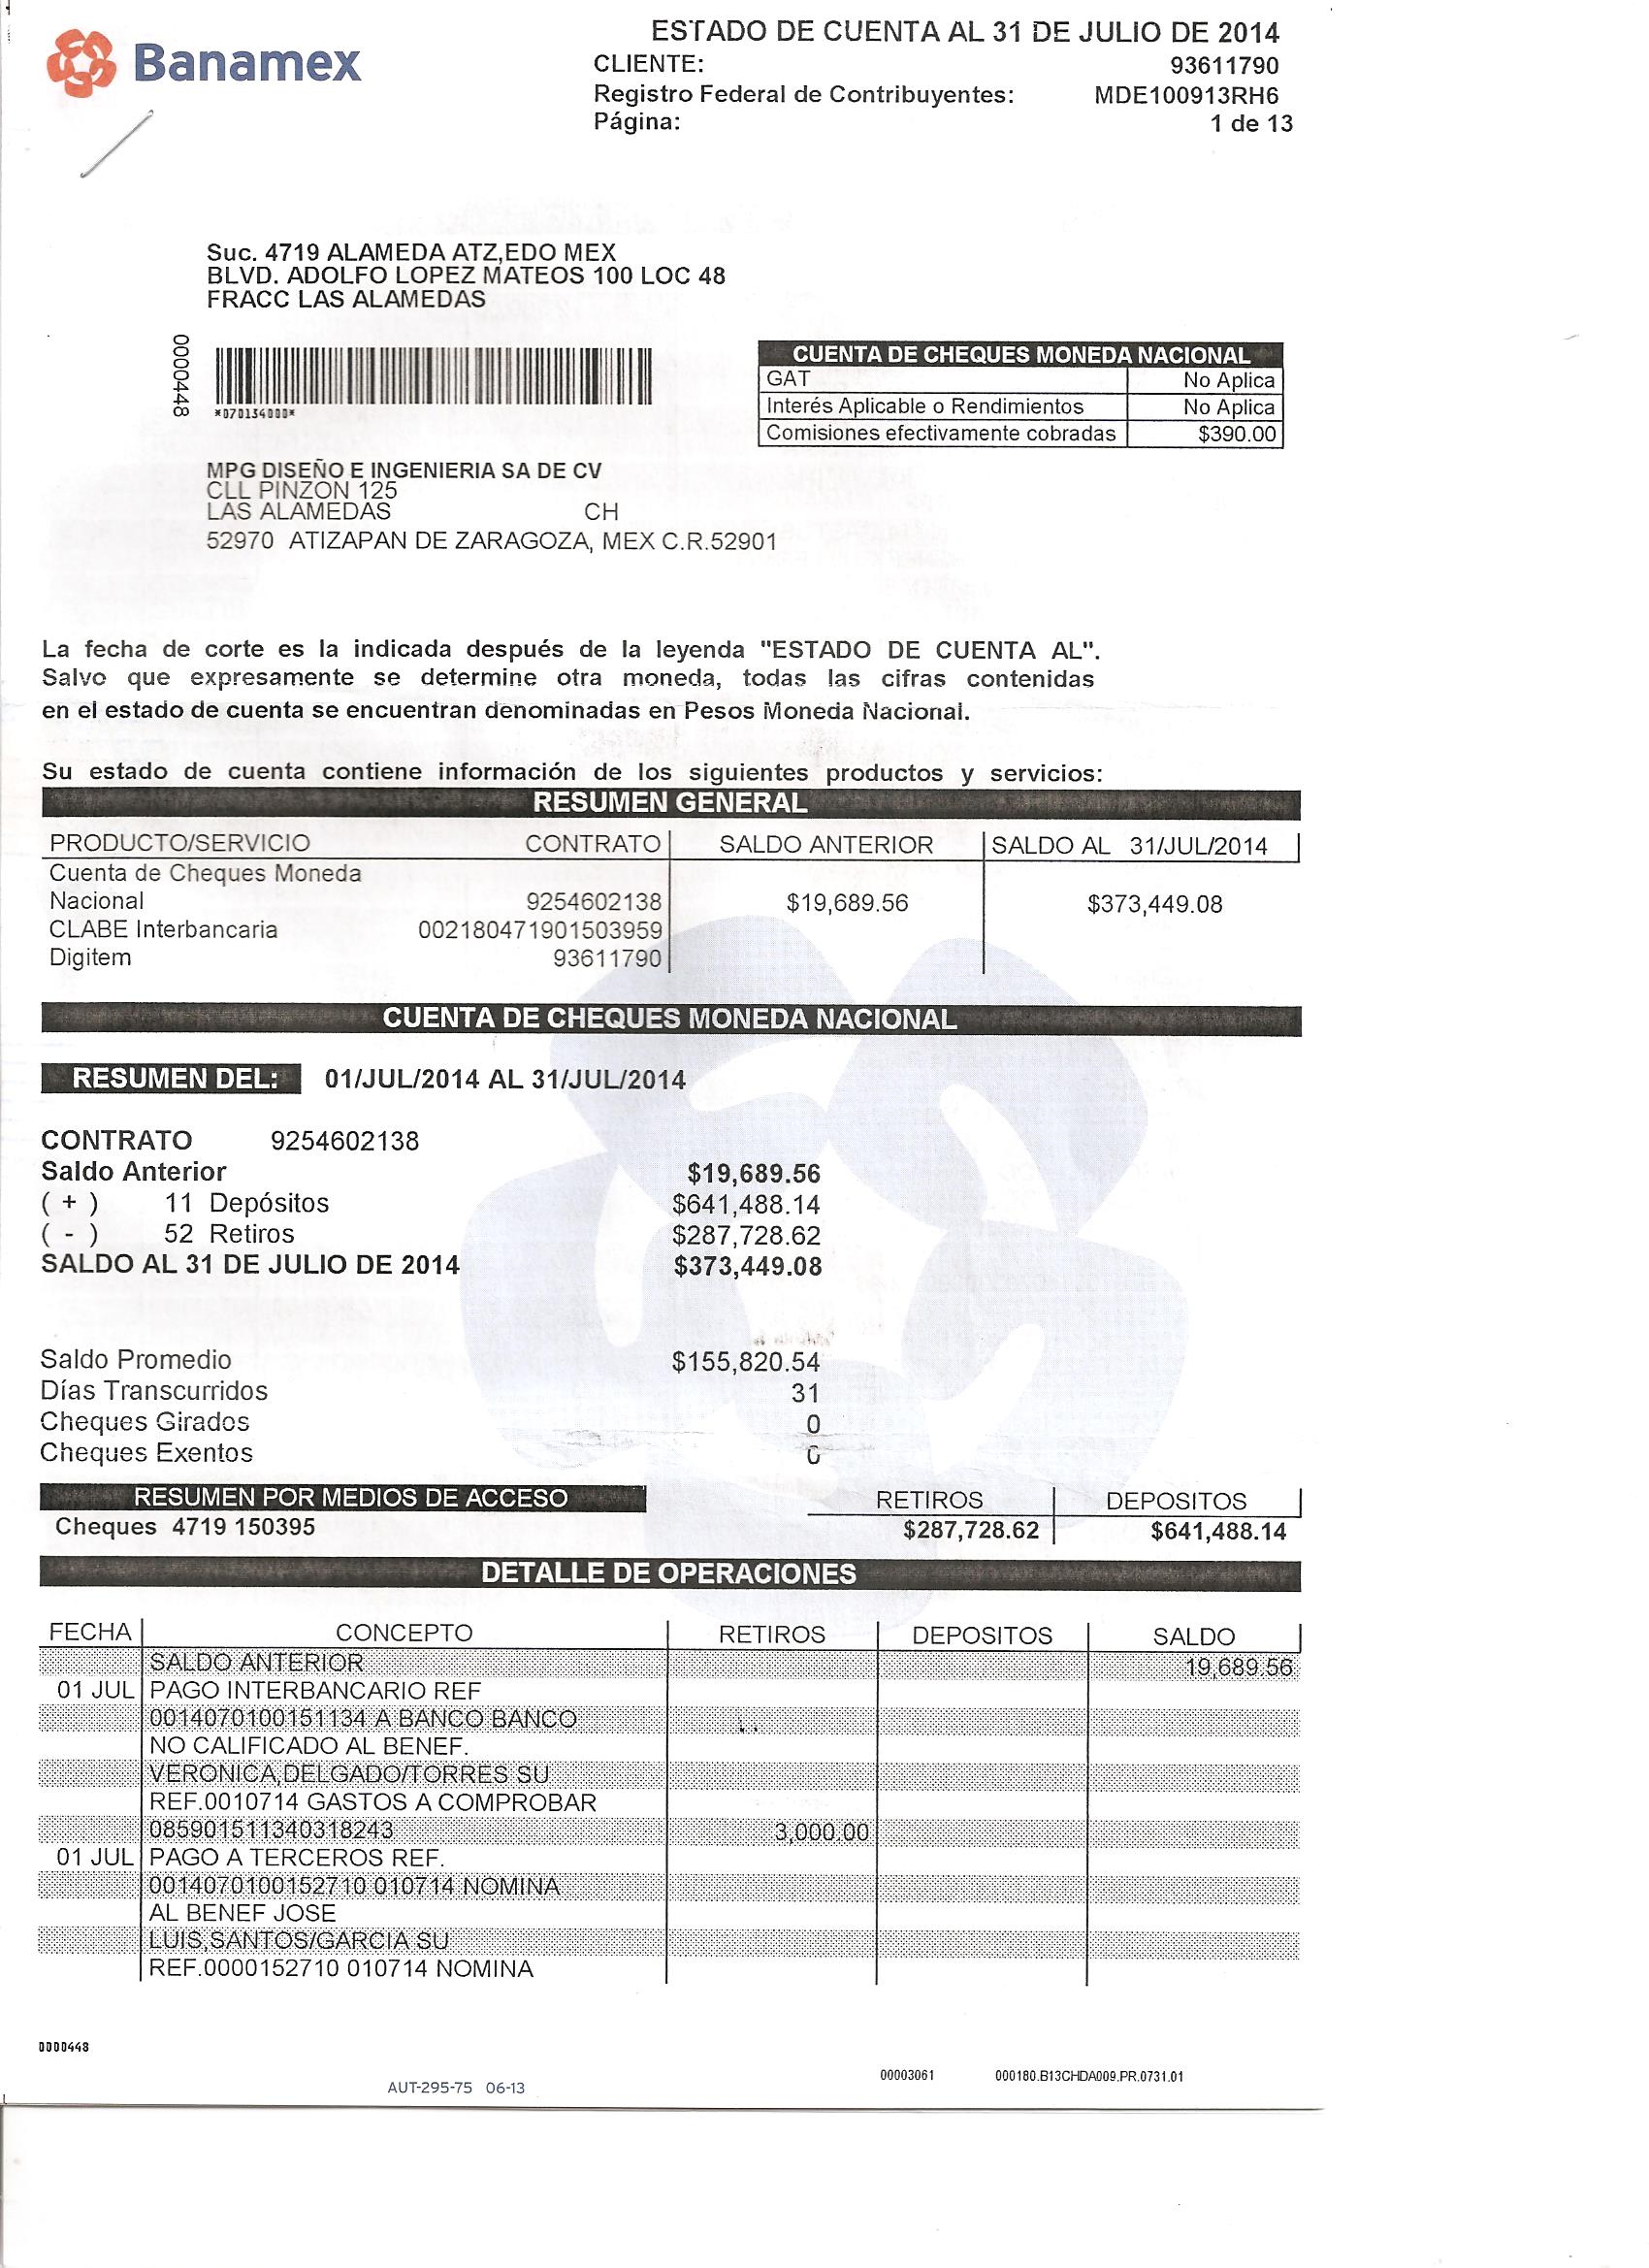 Banamex
ESTADO DE CUENTA AL 31 DE JULIO DE 2014
CLIENTE: 93611790
Registro Federal de Contribuyentes: MDE100913RH6
Página: 1 de 13
Suc. 4719 ALAMEDA ATZ,EDO MEX
BLVD. ADOLFO LOPEZ MATEOS 100 LOC 48
FRACC LAS ALAMEDAS
0000448
*070134000*
CUENTA DE CHEQUES MONEDA NACIONAL
GAT No Aplica
Interés Aplicable o Rendimientos No Aplica
Comisiones efectivamente cobradas $390.00
MPG DISEÑO E INGENIERIA SA DE CV
CLL PINZON 125
LAS ALAMEDAS CH
52970 ATIZAPAN DE ZARAGOZA, MEX C.R.52901
La fecha de corte es la indicada después de la leyenda "ESTADO DE CUENTA AL".
Salvo que expresamente se determine otra moneda, todas las cifras contenidas
en el estado de cuenta se encuentran denominadas en Pesos Moneda Nacional.
Su estado de cuenta contiene información de los siguientes productos y servicios:
RESUMEN GENERAL
PRODUCTO/SERVICIO CONTRATO SALDO ANTERIOR SALDO AL 31/JUL/2014
Cuenta de Cheques Moneda
Nacional 9254602138 $19,689.56 $373,449.08
CLABE Interbancaria 002180471901503959
Digitem 93611790
CUENTA DE CHEQUES MONEDA NACIONAL
RESUMEN DEL: 01/JUL/2014 AL 31/JUL/2014
CONTRATO 9254602138
Saldo Anterior $19,689.56
( + ) 11 Depósitos $641,488.14
( - ) 52 Retiros $287,728.62
SALDO AL 31 DE JULIO DE 2014 $373,449.08
Saldo Promedio $155,820.54
Días Transcurridos 31
Cheques Girados 0
Cheques Exentos 0
RESUMEN POR MEDIOS DE ACCESO RETIROS DEPOSITOS
Cheques 4719 150395 $287,728.62 $641,488.14
DETALLE DE OPERACIONES
FECHA CONCEPTO RETIROS DEPOSITOS SALDO
SALDO ANTERIOR 19,689.56
01 JUL PAGO INTERBANCARIO REF
0014070100151134 A BANCO BANCO
NO CALIFICADO AL BENEF.
VERONICA,DELGADO/TORRES SU
REF.0010714 GASTOS A COMPROBAR
085901511340318243 3,000.00
01 JUL PAGO A TERCEROS REF.
0014070100152710 010714 NOMINA
AL BENEF JOSE
LUIS,SANTOS/GARCIA SU
REF.0000152710 010714 NOMINA
0000448
AUT-295-75 06-13
00003061 000180.B13CHDA009.PR.0731.01